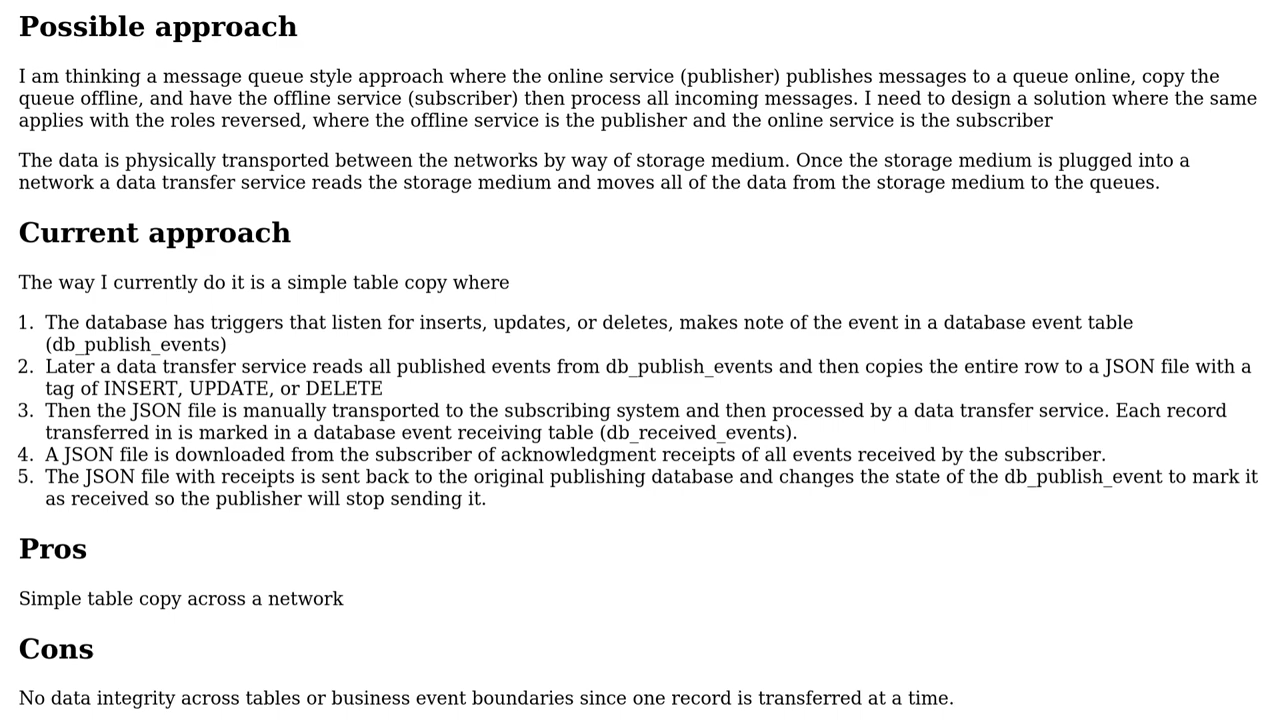 Possible approach
I am thinking a message queue style approach where the online service (publisher) publishes messages to a queue online, copy the
queue offline, and have the offline service (subscriber) then process all incoming messages. I need to design a solution where the same
applies with the roles reversed, where the offline service is the publisher and the online service is the subscriber
The data is physically transported between the networks by way of storage medium. Once the storage medium is plugged into a
network a data transfer service reads the storage medium and moves all of the data from the storage medium to the queues.
Current approach
The way I currently do it is a simple table copy where
1. The database has triggers that listen for inserts, updates, or deletes, makes note of the event in a database event table
(db_publish_events)
2. Later a data transfer service reads all published events from db_publish_events and then copies the entire row to a JSON file with a
tag of INSERT, UPDATE, or DELETE
3. Then the JSON file is manually transported to the subscribing system and then processed by a data transfer service. Each record
transferred in is marked in a database event receiving table (db_received_events).
4. A JSON file is downloaded from the subscriber of acknowledgment receipts of all events received by the subscriber.
5. The JSON file with receipts is sent back to the original publishing database and changes the state of the db_publish_event to mark it
as received so the publisher will stop sending it.
Pros
Simple table copy across a network
Cons
No data integrity across tables or business event boundaries since one record is transferred at a time.